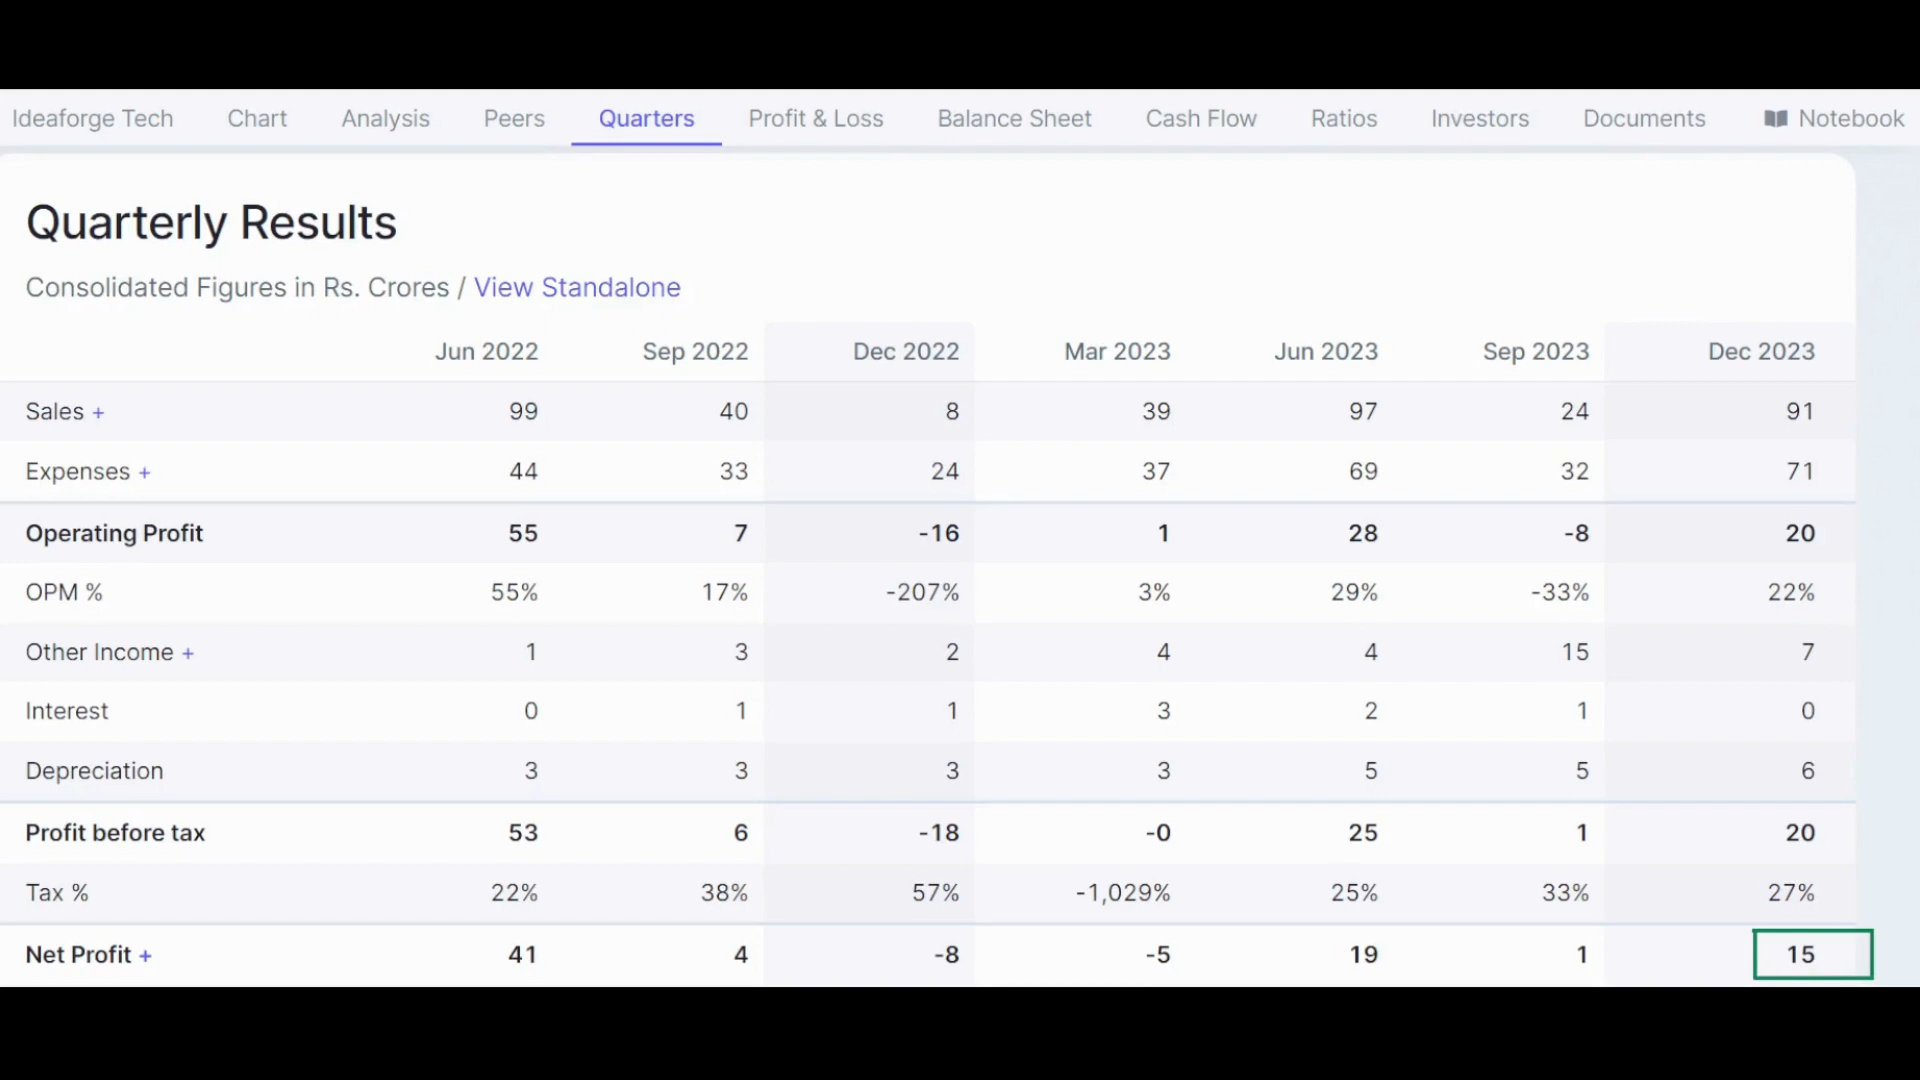 Ideaforge Tech Chart Analysis Peers Quarters Profit & Loss Balance Sheet Cash Flow Ratios Investors Documents Notebook
Quarterly Results
Consolidated Figures in Rs. Crores / View Standalone
Jun 2022 Sep 2022 Dec 2022 Mar 2023 Jun 2023 Sep 2023 Dec 2023
Sales + 99 40 8 39 97 24 91
Expenses + 44 33 24 37 69 32 71
Operating Profit 55 7 -16 1 28 -8 20
OPM % 55% 17% -207% 3% 29% -33% 22%
Other Income + 1 3 2 4 4 15 7
Interest 0 1 1 3 2 1 0
Depreciation 3 3 3 3 5 5 6
Profit before tax 53 6 -18 -0 25 1 20
Tax % 22% 38% 57% -1,029% 25% 33% 27%
Net Profit + 41 4 -8 -5 19 1 15